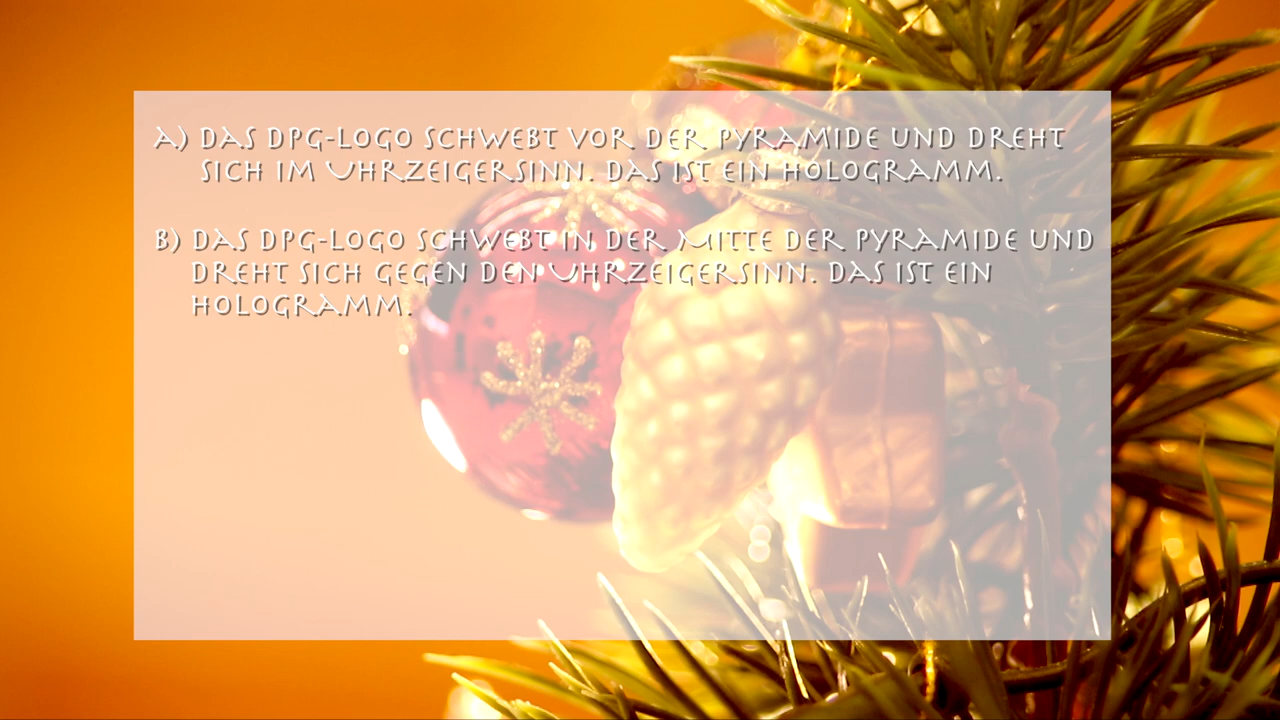 a) Das DPG-Logo schwebt vor der Pyramide und dreht
sich im Uhrzeigersinn. Das ist ein Hologramm.
b) Das DPG-Logo schwebt in der Mitte der Pyramide und
dreht sich gegen den Uhrzeigersinn. Das ist ein
Hologramm.